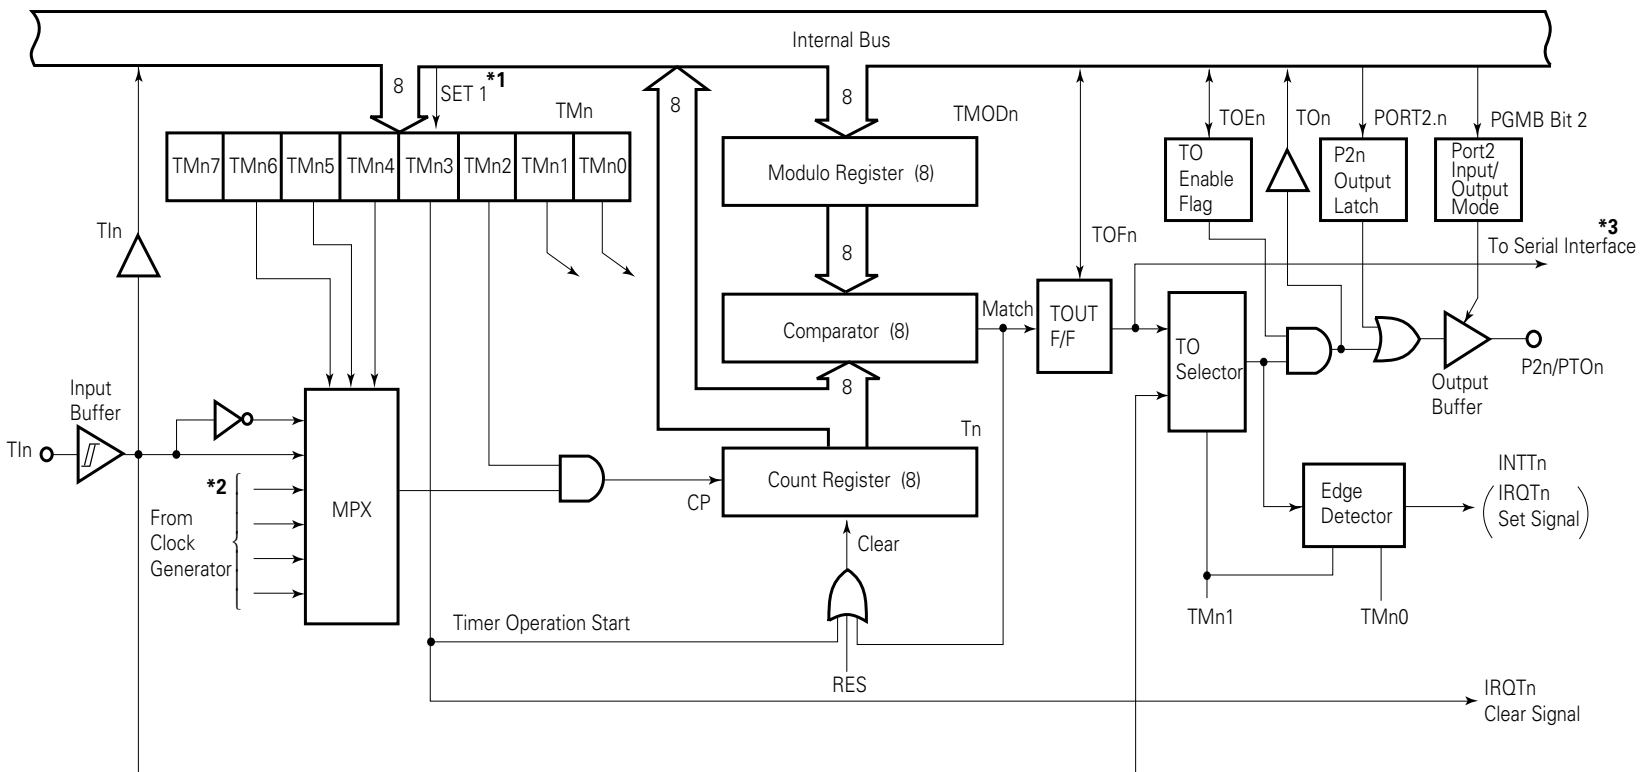 Internal Bus
8
SET 1 *1
TMn
8
8
TMODn
TOEn
TOn
PORT2.n
PGMB Bit 2
TMn7 TMn6 TMn5 TMn4 TMn3 TMn2 TMn1 TMn0
Modulo Register (8)
TO
Enable
Flag
P2n
Output
Latch
Port2
Input/
Output
Mode
TIn
8
TOFn
*3
To Serial Interface
Comparator (8)
Match
TOUT
F/F
TO
Selector
P2n/PTOn
Output
Buffer
8
Input
Buffer
TIn
Tn
*2
From
Clock
Generator
MPX
CP
Count Register (8)
Edge
Detector
INTTn
(IRQTn
Set Signal)
Clear
TMn1
TMn0
Timer Operation Start
RES
IRQTn
Clear Signal